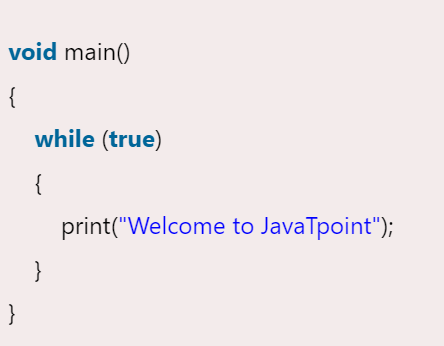 void main()
{
while (true)
{
print("Welcome to JavaTpoint");
}
}